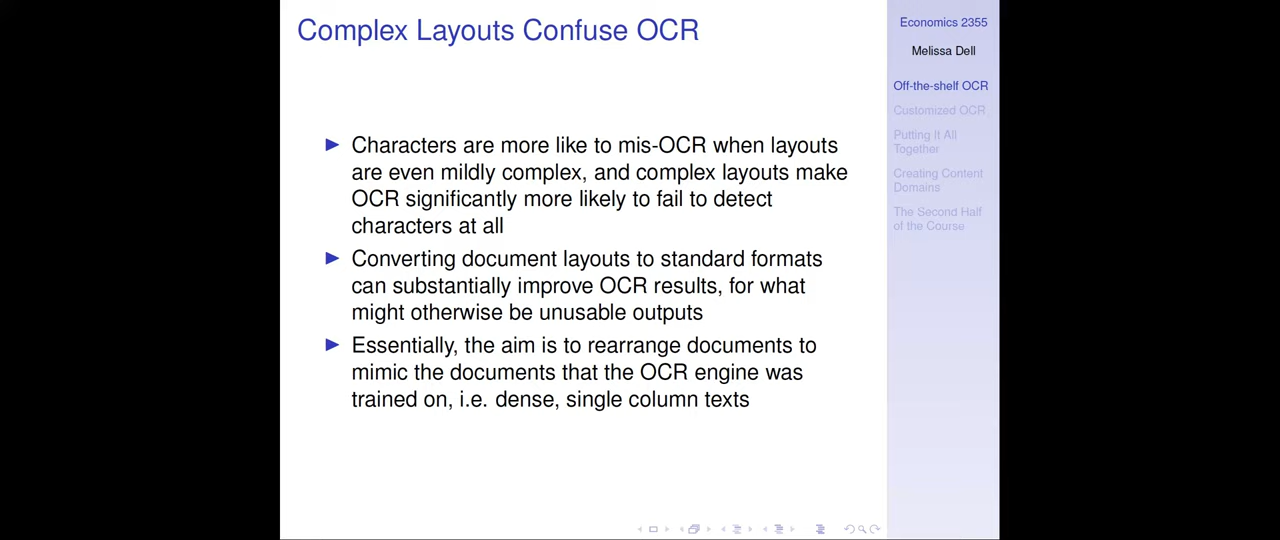 Complex Layouts Confuse OCR
Characters are more like to mis-OCR when layouts
are even mildly complex, and complex layouts make
OCR significantly more likely to fail to detect
characters at all
Converting document layouts to standard formats
can substantially improve OCR results, for what
might otherwise be unusable outputs
Essentially, the aim is to rearrange documents to
mimic the documents that the OCR engine was
trained on, i.e. dense, single column texts
Economics 2355
Melissa Dell
Off-the-shelf OCR
Customized OCR
Putting It All
Together
Creating Content
Domains
The Second Half
of the Course